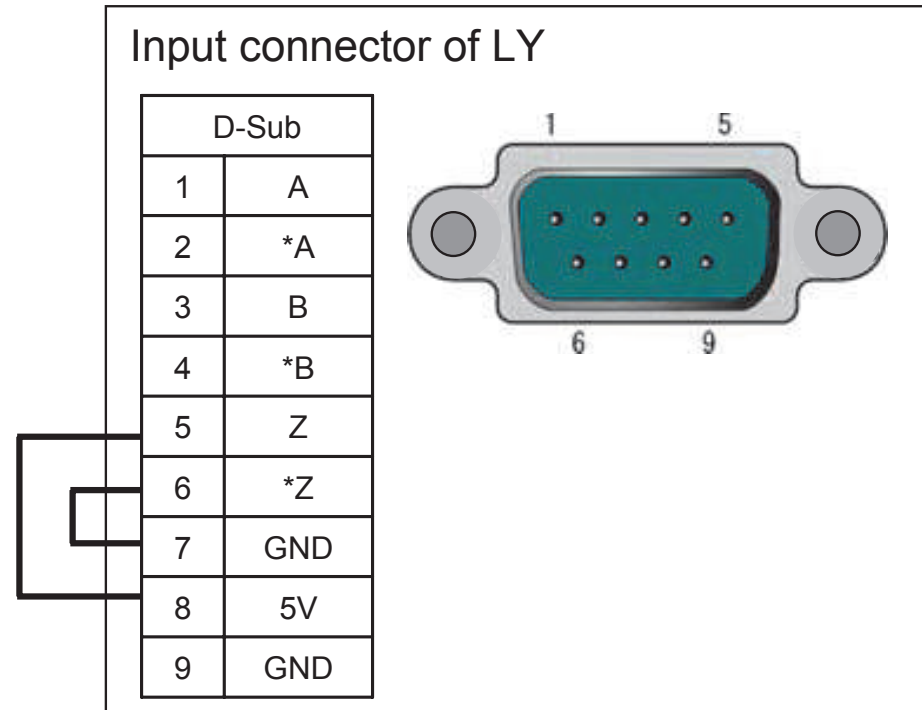 Input connector of LY
D-Sub
1 A
2 *A
3 B
4 *B
5 Z
6 *Z
7 GND
8 5V
9 GND
1 5
6 9